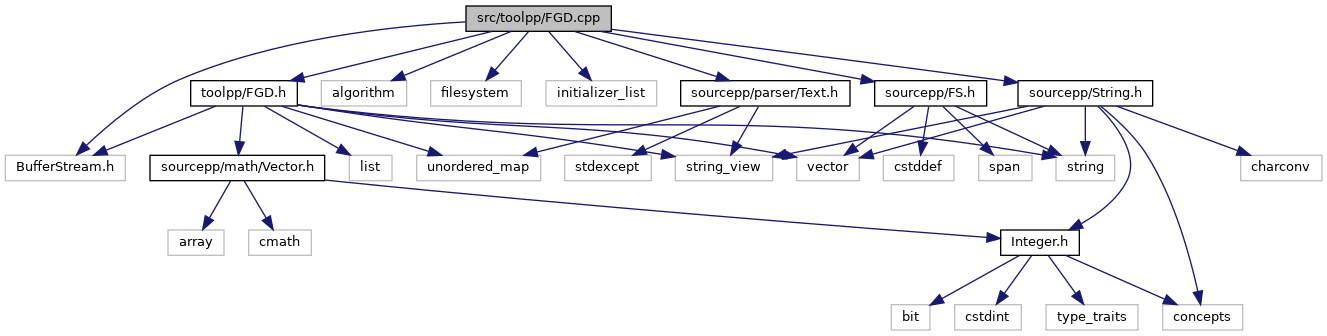 src/toolpp/FGD.cpp
toolpp/FGD.h
algorithm
filesystem
initializer_list
sourcepp/parser/Text.h
sourcepp/FS.h
sourcepp/String.h
BufferStream.h
sourcepp/math/Vector.h
list
unordered_map
stdexcept
string_view
vector
cstddef
span
string
charconv
array
cmath
Integer.h
bit
cstdint
type_traits
concepts